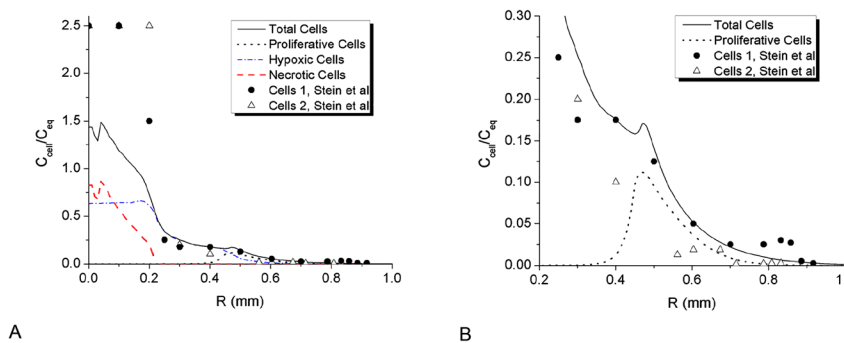 2.5
2.0
1.5
1.0
0.5
0.0
C_cell/C_eq
0.0 0.2 0.4 0.6 0.8 1.0
R (mm)
Total Cells
Proliferative Cells
Hypoxic Cells
Necrotic Cells
Cells 1, Stein et al
Cells 2, Stein et al
A
0.30
0.25
0.20
0.15
0.10
0.05
0.00
C_cell/C_eq
0.2 0.4 0.6 0.8 1
R (mm)
Total Cells
Proliferative Cells
Cells 1, Stein et al
Cells 2, Stein et al
B